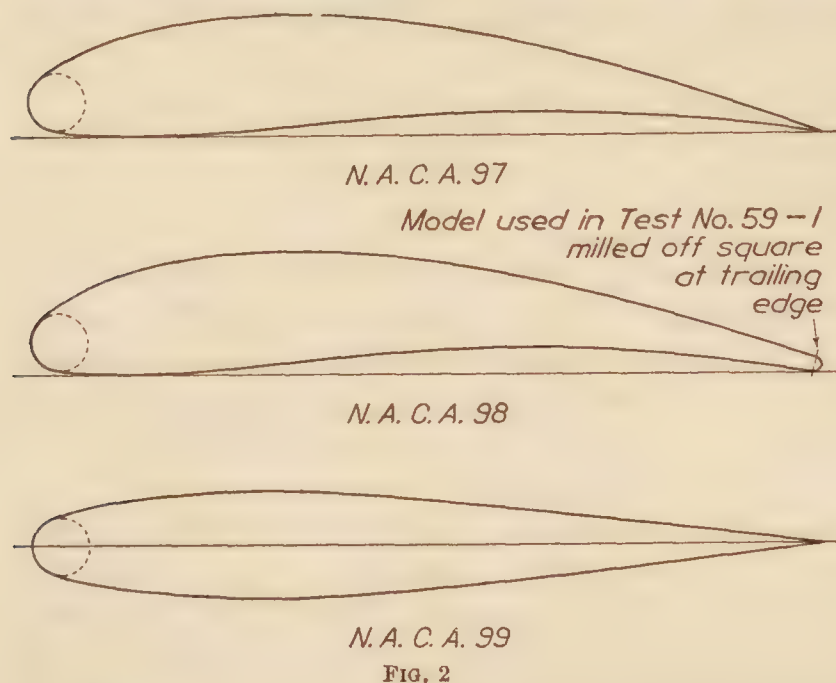 N. A. C. A. 97
Model used in Test No. 59-1
milled off square
at trailing
edge
N. A. C. A. 98
N. A. C. A. 99
FIG. 2